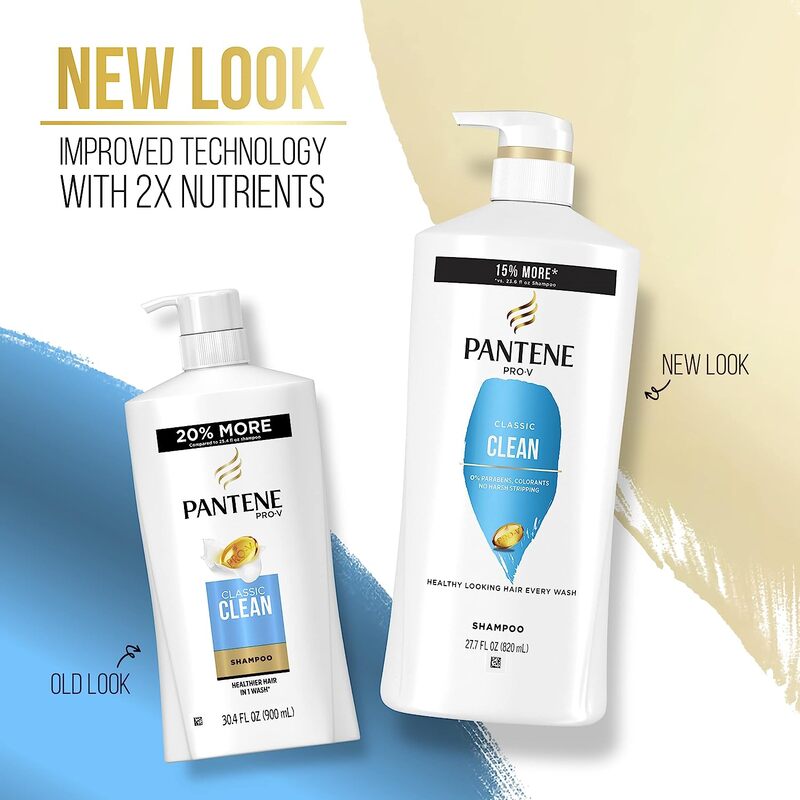 NEW LOOK
IMPROVED TECHNOLOGY
WITH 2X NUTRIENTS
15% MORE*
*vs. 23.6 fl oz Shampoo
PANTENE
PRO-V
CLASSIC
CLEAN
0% PARABENS, COLORANTS
NO HARSH STRIPPING
PRO-V
HEALTHY LOOKING HAIR EVERY WASH
SHAMPOO
27.7 FL OZ (820 mL)
NEW LOOK
20% MORE
Compared to 25.4 fl oz shampoo
PANTENE
PRO-V
PRO-V
CLASSIC
CLEAN
SHAMPOO
HEALTHIER HAIR
IN 1 WASH*
30.4 FL OZ (900 mL)
OLD LOOK